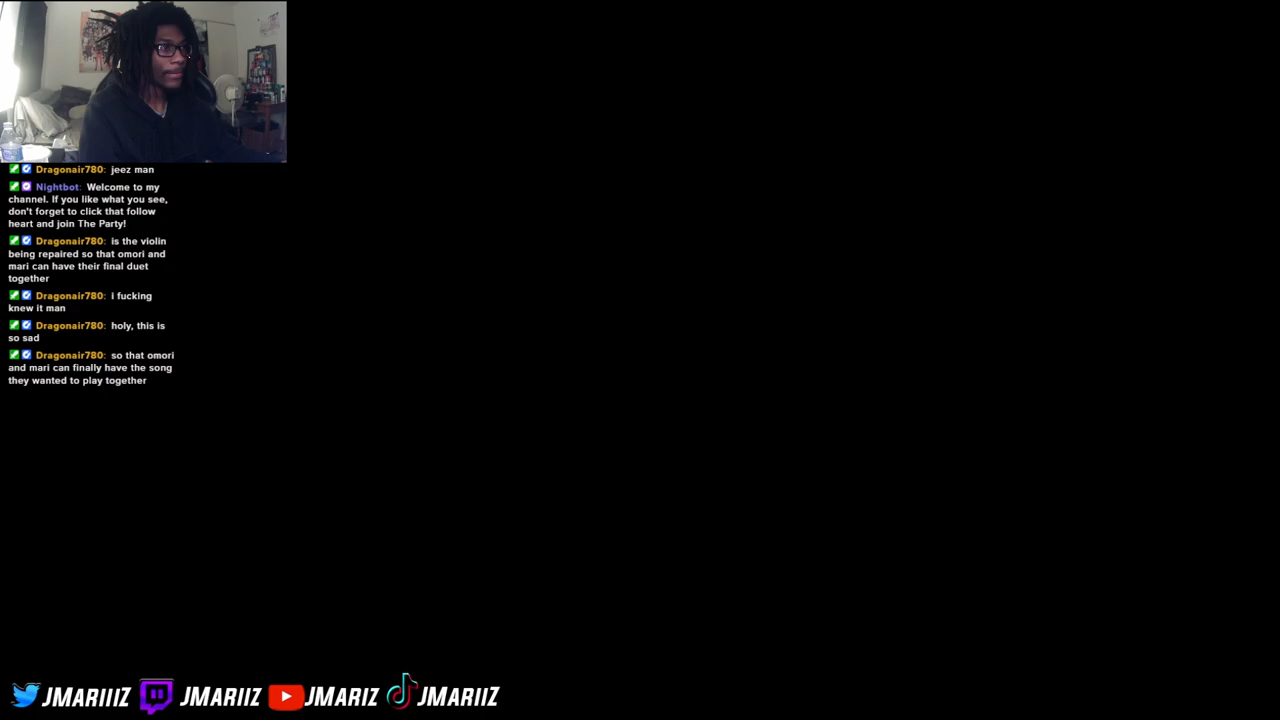 Dragonair780: jeez man
Nightbot: Welcome to my
channel. If you like what you see,
don't forget to click that follow
heart and join The Party!
Dragonair780: is the violin
being repaired so that omori and
mari can have their final duet
together
Dragonair780: i fucking
knew it man
Dragonair780: holy, this is
so sad
Dragonair780: so that omori
and mari can finally have the song
they wanted to play together
JMARIIIZ JMARIIZ JMARIZ JMARIIZ